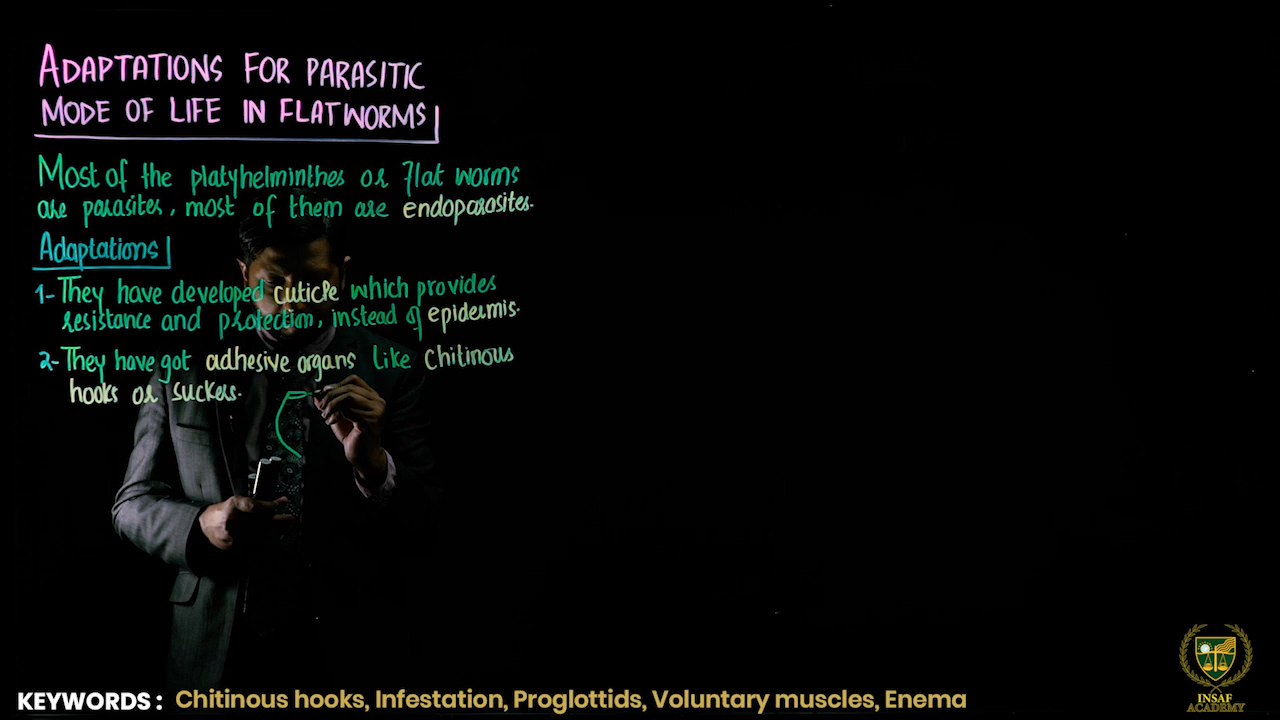 ADAPTATIONS FOR PARASITIC
MODE OF LIFE IN FLATWORMS
Most of the platyhelminthes or Flat worms
are parasites, most of them are endoparasites.
Adaptations
1- They have developed cuticle which provides
resistance and protection, instead of epidermis.
2- They have got adhesive organs like chitinous
hooks or suckers.
KEYWORDS : Chitinous hooks, Infestation, Proglottids, Voluntary muscles, Enema
INSAF
ACADEMY